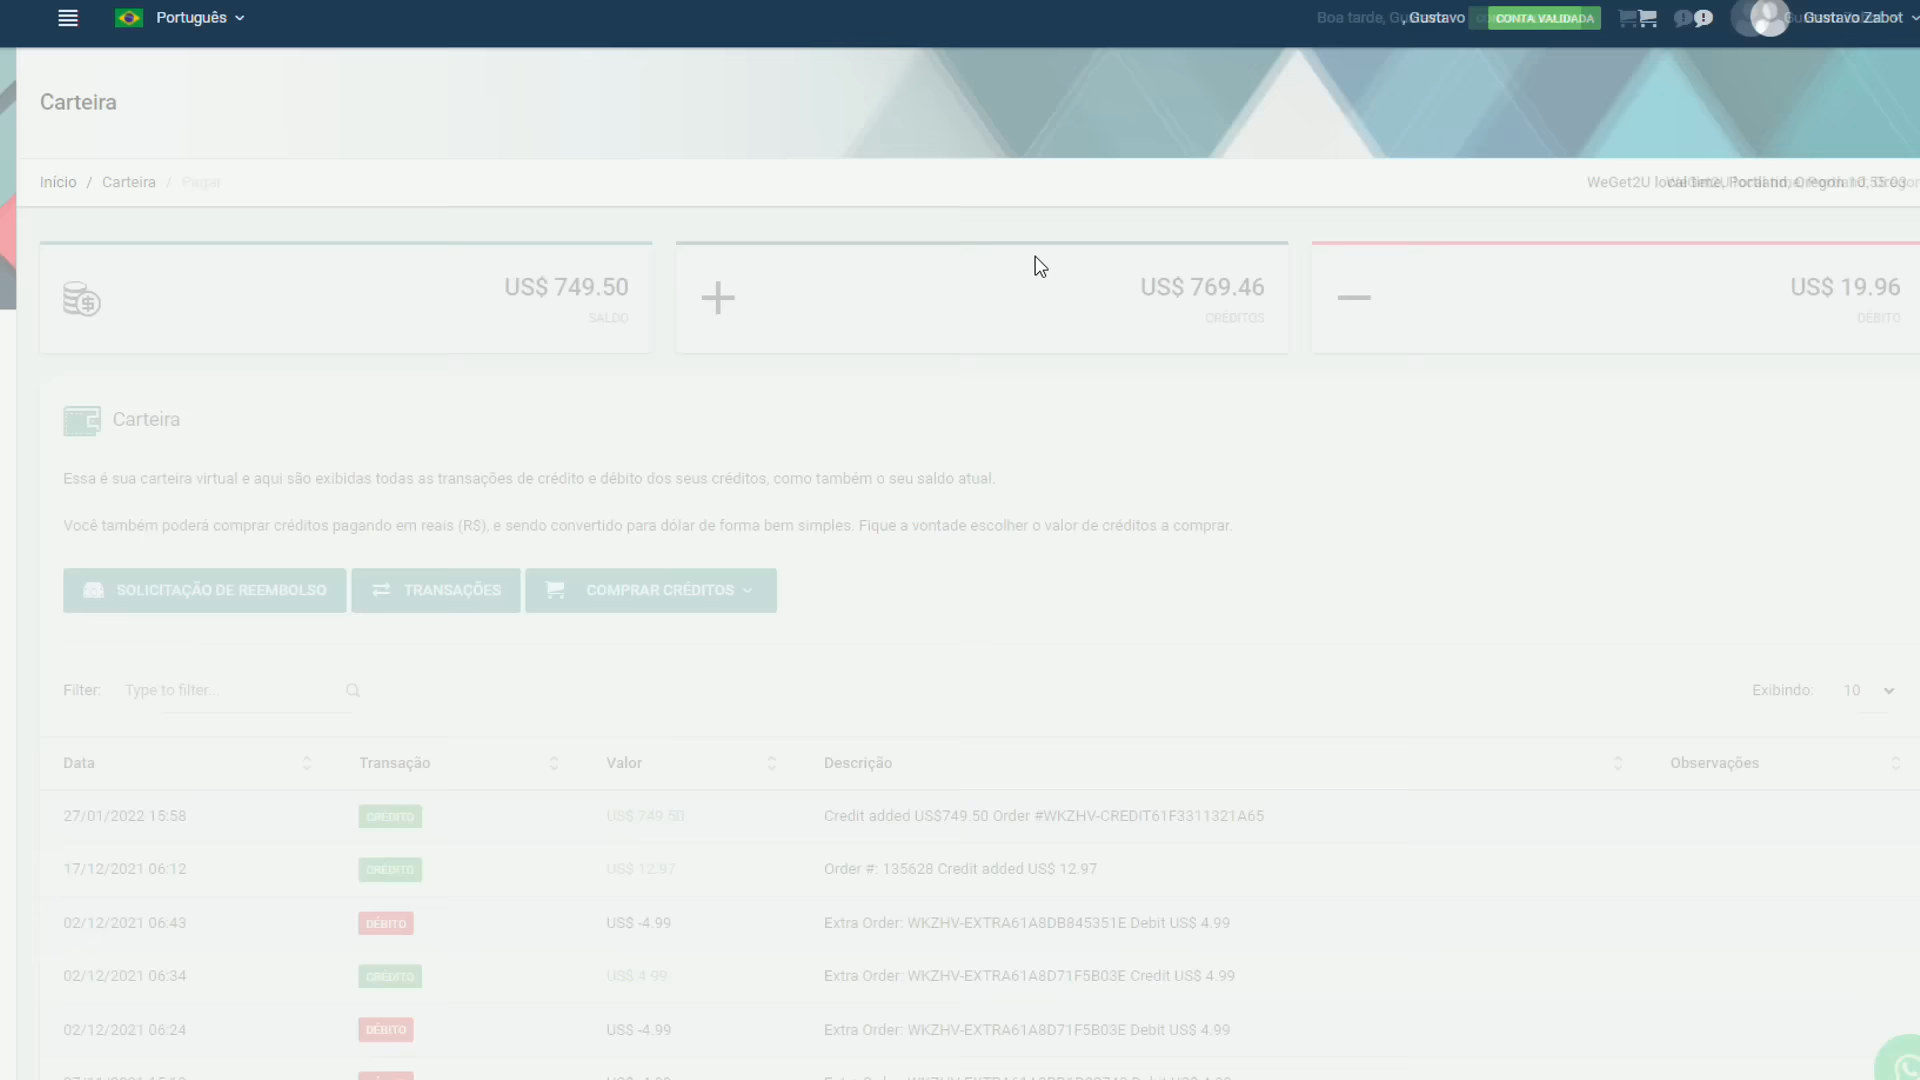 Português
Boa tarde, Gustavo CONTA VALIDADA Gustavo Zabot
Carteira
Início / Carteira / Pagar
WeGet2U local time, Portland, Oregon
US$ 749.50
SALDO
US$ 769.46
CRÉDITOS
US$ 19.96
DÉBITO
Carteira
Essa é sua carteira virtual e aqui são exibidas todas as transações de crédito e débito dos seus créditos, como também o seu saldo atual.
Você também poderá comprar créditos pagando em reais (R$), e sendo convertido para dólar de forma bem simples. Fique a vontade escolher o valor de créditos a comprar.
SOLICITAÇÃO DE REEMBOLSO TRANSAÇÕES COMPRAR CRÉDITOS
Filter: Type to filter... Exibindo: 10
Data Transação Valor Descrição Observações
27/01/2022 15:58 CRÉDITO US$ 749.50 Credit added US$749.50 Order #WKZHV-CREDIT61F3311321A65
17/12/2021 06:12 CRÉDITO US$ 12.97 Order #: 135628 Credit added US$ 12.97
02/12/2021 06:43 DÉBITO US$ -4.99 Extra Order: WKZHV-EXTRA61A8DB845351E Debit US$ 4.99
02/12/2021 06:34 CRÉDITO US$ 4.99 Extra Order: WKZHV-EXTRA61A8D71F5B03E Credit US$ 4.99
02/12/2021 06:24 DÉBITO US$ -4.99 Extra Order: WKZHV-EXTRA61A8D71F5B03E Debit US$ 4.99